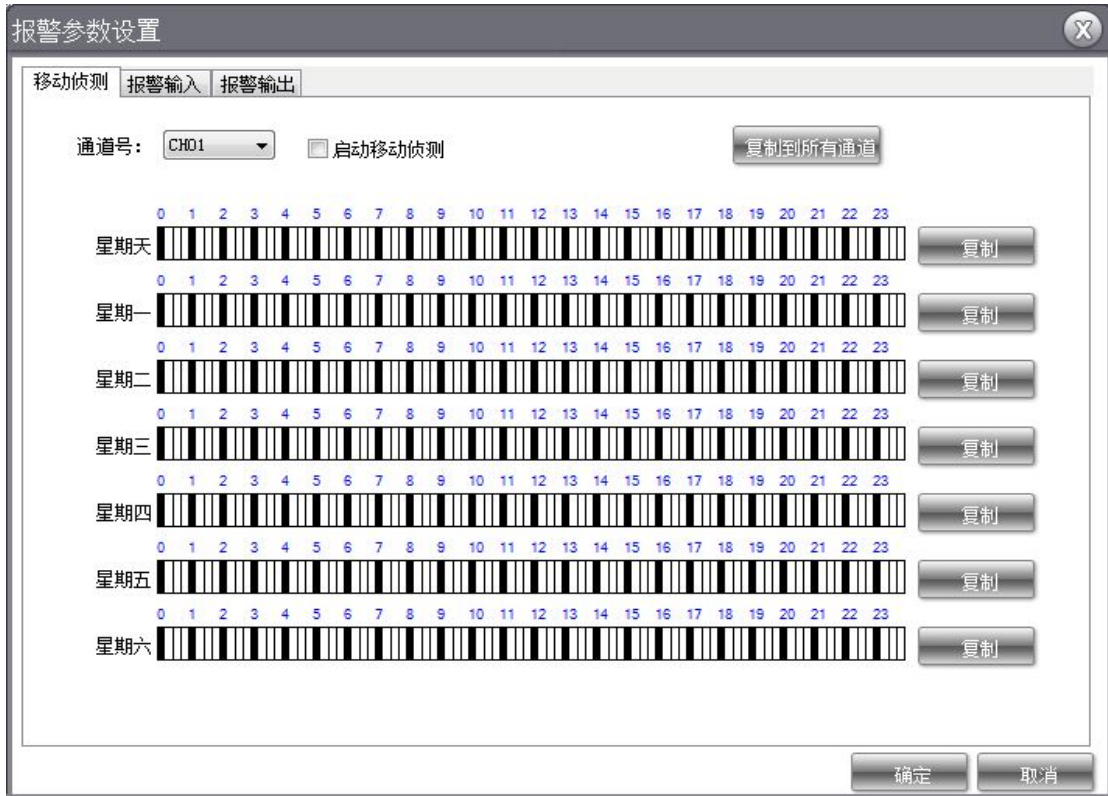 报警参数设置
移动侦测 报警输入 报警输出
通道号: CH01 启动移动侦测 复制到所有通道
0 1 2 3 4 5 6 7 8 9 10 11 12 13 14 15 16 17 18 19 20 21 22 23
星期天 复制
0 1 2 3 4 5 6 7 8 9 10 11 12 13 14 15 16 17 18 19 20 21 22 23
星期一 复制
0 1 2 3 4 5 6 7 8 9 10 11 12 13 14 15 16 17 18 19 20 21 22 23
星期二 复制
0 1 2 3 4 5 6 7 8 9 10 11 12 13 14 15 16 17 18 19 20 21 22 23
星期三 复制
0 1 2 3 4 5 6 7 8 9 10 11 12 13 14 15 16 17 18 19 20 21 22 23
星期四 复制
0 1 2 3 4 5 6 7 8 9 10 11 12 13 14 15 16 17 18 19 20 21 22 23
星期五 复制
0 1 2 3 4 5 6 7 8 9 10 11 12 13 14 15 16 17 18 19 20 21 22 23
星期六 复制
确定 取消